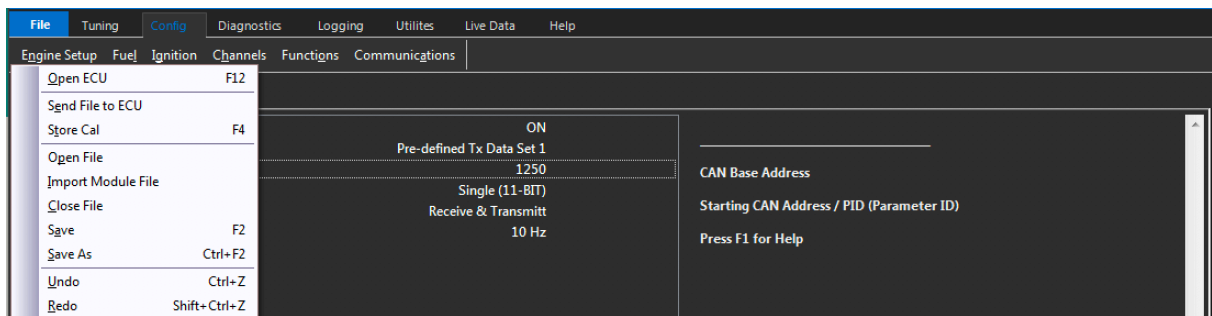 File Tuning Config Diagnostics Logging Utilites Live Data Help
Engine Setup Fuel Ignition Channels Functions Communications
Open ECU F12
Send File to ECU
Store Cal F4
Open File
Import Module File
Close File
Save F2
Save As Ctrl+F2
Undo Ctrl+Z
Redo Shift+Ctrl+Z
ON
Pre-defined Tx Data Set 1
1250
Single (11-BIT)
Receive & Transmitt
10 Hz
CAN Base Address
Starting CAN Address / PID (Parameter ID)
Press F1 for Help